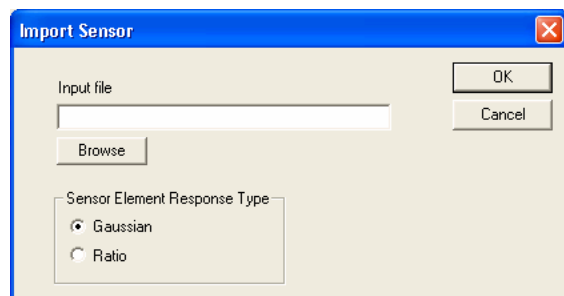 Import Sensor
Input file
OK
Cancel
Browse
Sensor Element Response Type
Gaussian
Ratio